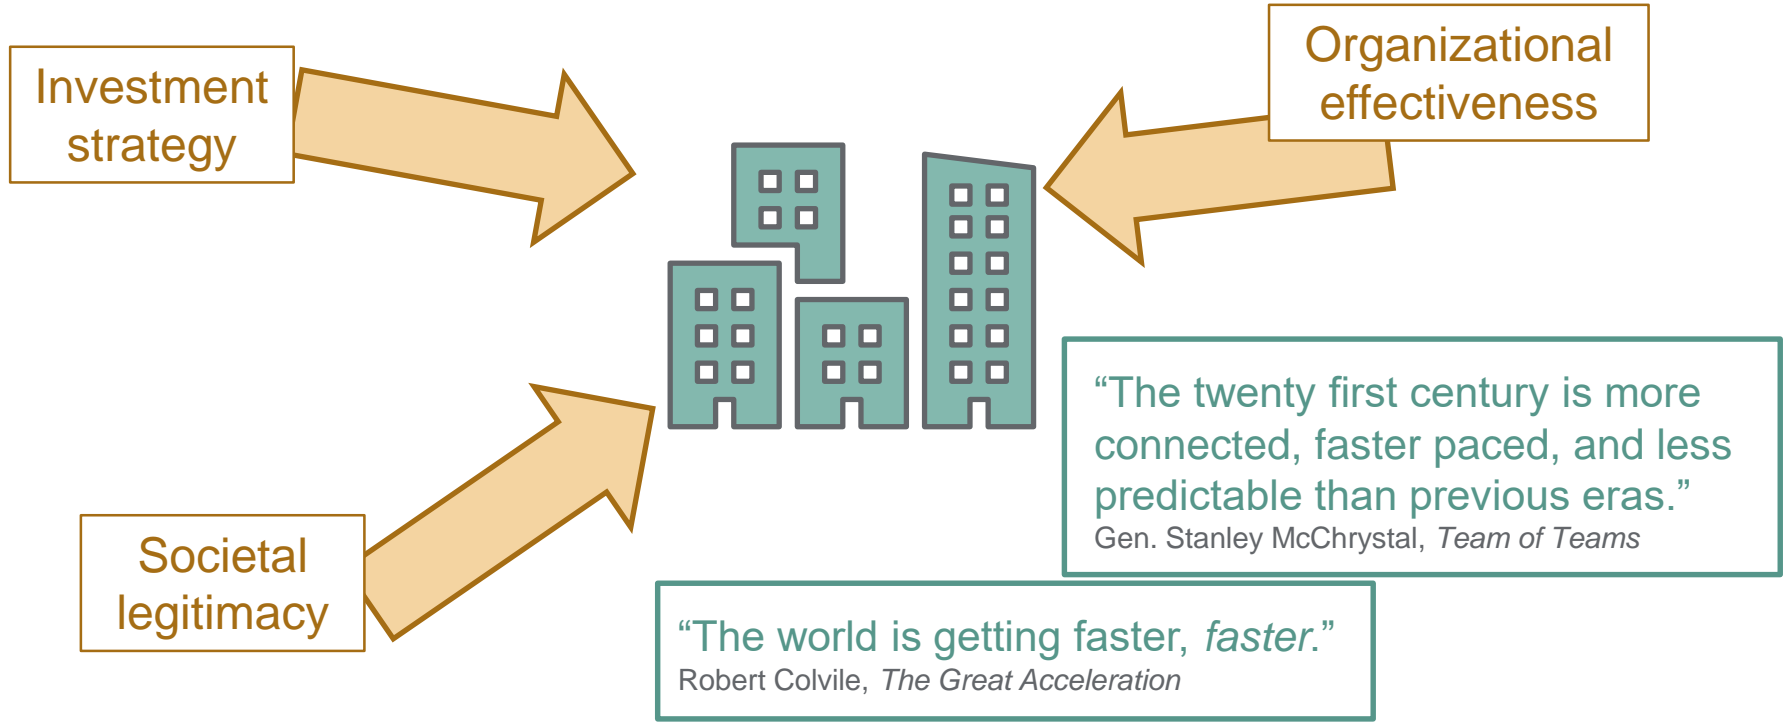 Investment
strategy
Organizational
effectiveness
Societal
legitimacy
“The twenty first century is more
connected, faster paced, and less
predictable than previous eras.”
Gen. Stanley McChrystal, Team of Teams
“The world is getting faster, faster.”
Robert Colvile, The Great Acceleration